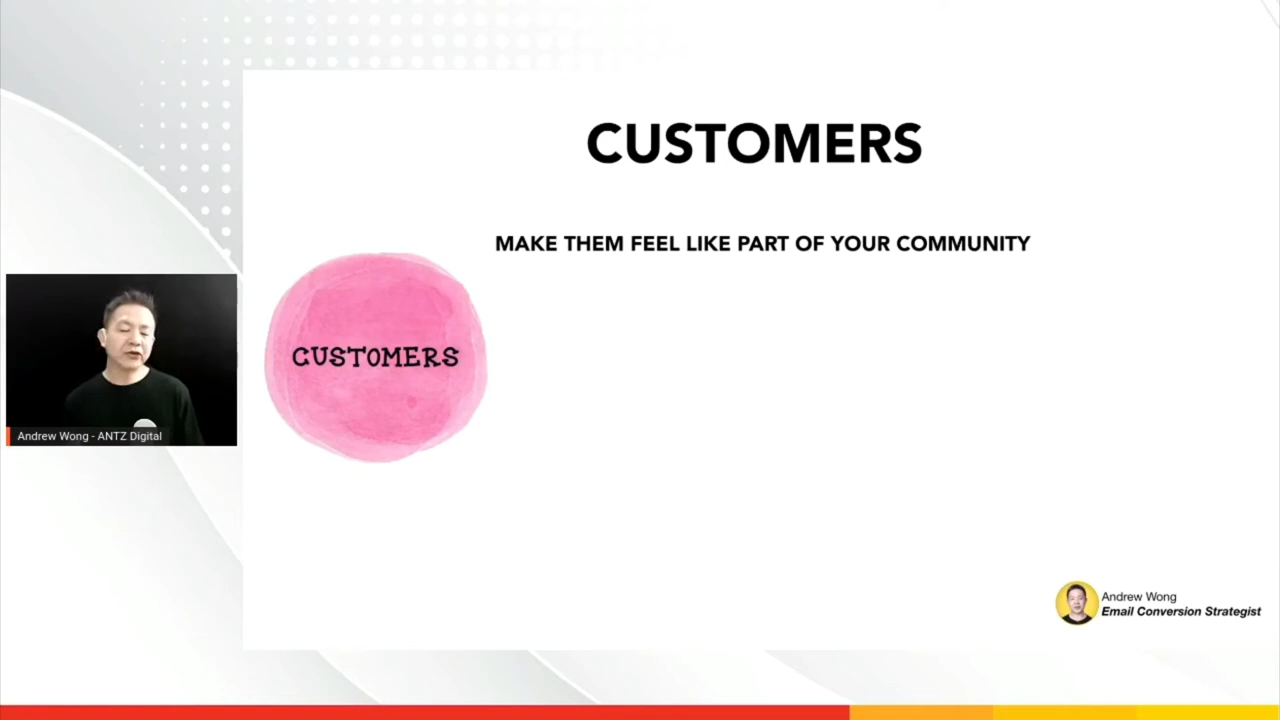 CUSTOMERS
MAKE THEM FEEL LIKE PART OF YOUR COMMUNITY
CUSTOMERS
Andrew Wong - ANTZ Digital
Andrew Wong
Email Conversion Strategist